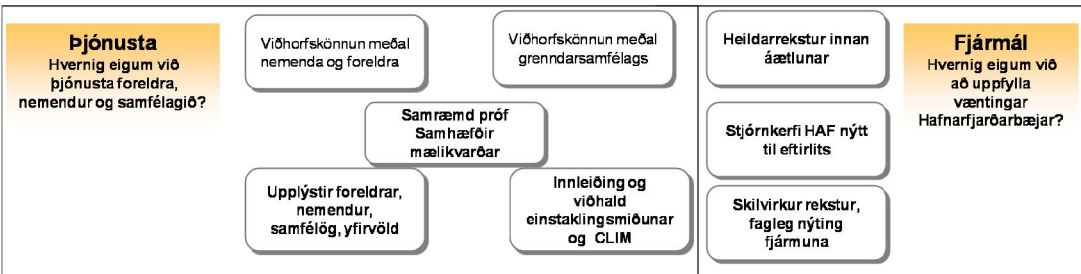 Þjónusta
Hvernig eigum við
þjónusta foreldra,
nemendur og samfélagið?
Viðhorfskönnun meðal
nemenda og foreldra
Viðhorfskönnun meðal
grenndarsamfélags
Samræmd próf
Samhæfðir
mælikvarðar
Upplýstir foreldrar,
nemendur,
samfélög, yfirvöld
Innleiðing og
viðhald
einstaklingsmiðunar
og CLIM
Heildarrekstur innan
áætlunar
Stjórnkerfi HAF nýtt
til eftirlits
Skilvirkur rekstur,
fagleg nýting
fjármuna
Fjármál
Hvernig eigum við
að uppfylla
væntingar
Hafnarfjarðarbæjar?